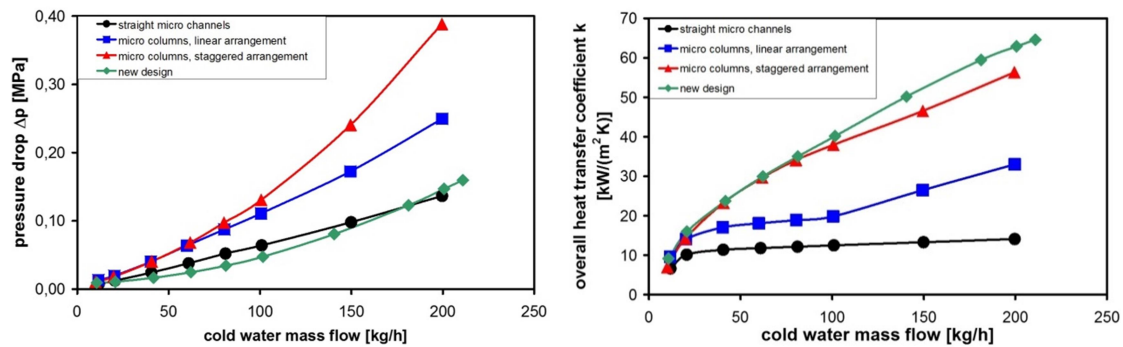 0,40
0,30
0,20
0,10
0,00
pressure drop Δp [MPa]
straight micro channels
micro columns, linear arrangement
micro columns, staggered arrangement
new design
0
50
100
150
200
250
cold water mass flow [kg/h]
70
60
50
40
30
20
10
0
overall heat transfer coefficient k
[kW/(m² K)]
straight micro channels
micro columns, linear arrangement
micro columns, staggered arrangement
new design
0
50
100
150
200
250
cold water mass flow [kg/h]